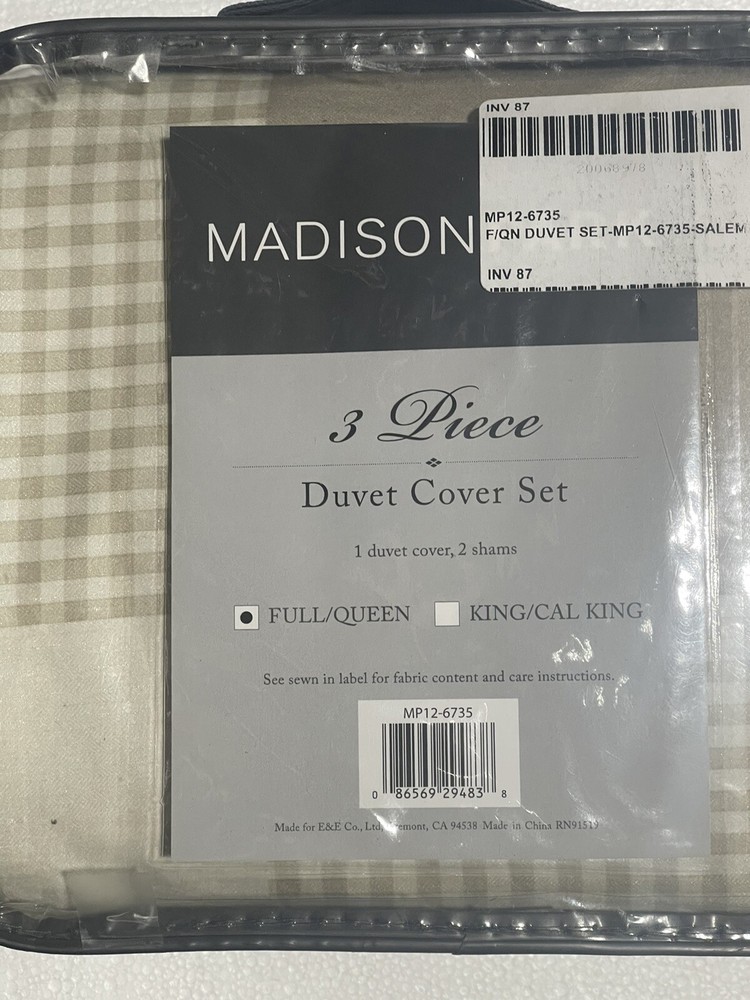 INV 87
20060978
MP12-6735
F/QN DUVET SET-MP12-6735-SALEM
INV 87
MADISON
3 Piece
Duvet Cover Set
1 duvet cover, 2 shams
FULL/QUEEN KING/CAL KING
See sewn in label for fabric content and care instructions.
MP12-6735
0 86569 29483 8
Made for E&E Co., Ltd, Fremont, CA 94538 Made in China RN91519